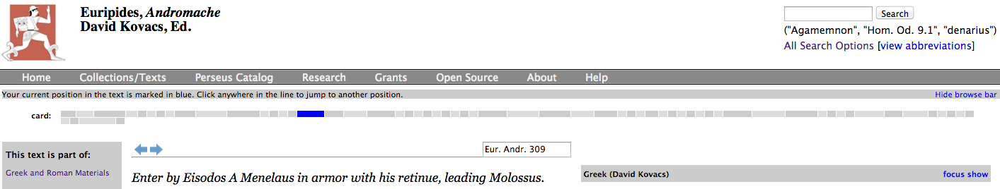 Euripides, Andromache
David Kovacs, Ed.
Search
("Agamemnon", "Hom. Od. 9.1", "denarius")
All Search Options [view abbreviations]
Home Collections/Texts Perseus Catalog Research Grants Open Source About Help
Your current position in the text is marked in blue. Click anywhere in the line to jump to another position.
Hide browse bar
card:
This text is part of:
Greek and Roman Materials
Eur. Andr. 309
Enter by Eisodos A Menelaus in armor with his retinue, leading Molossus.
Greek (David Kovacs)
focus show